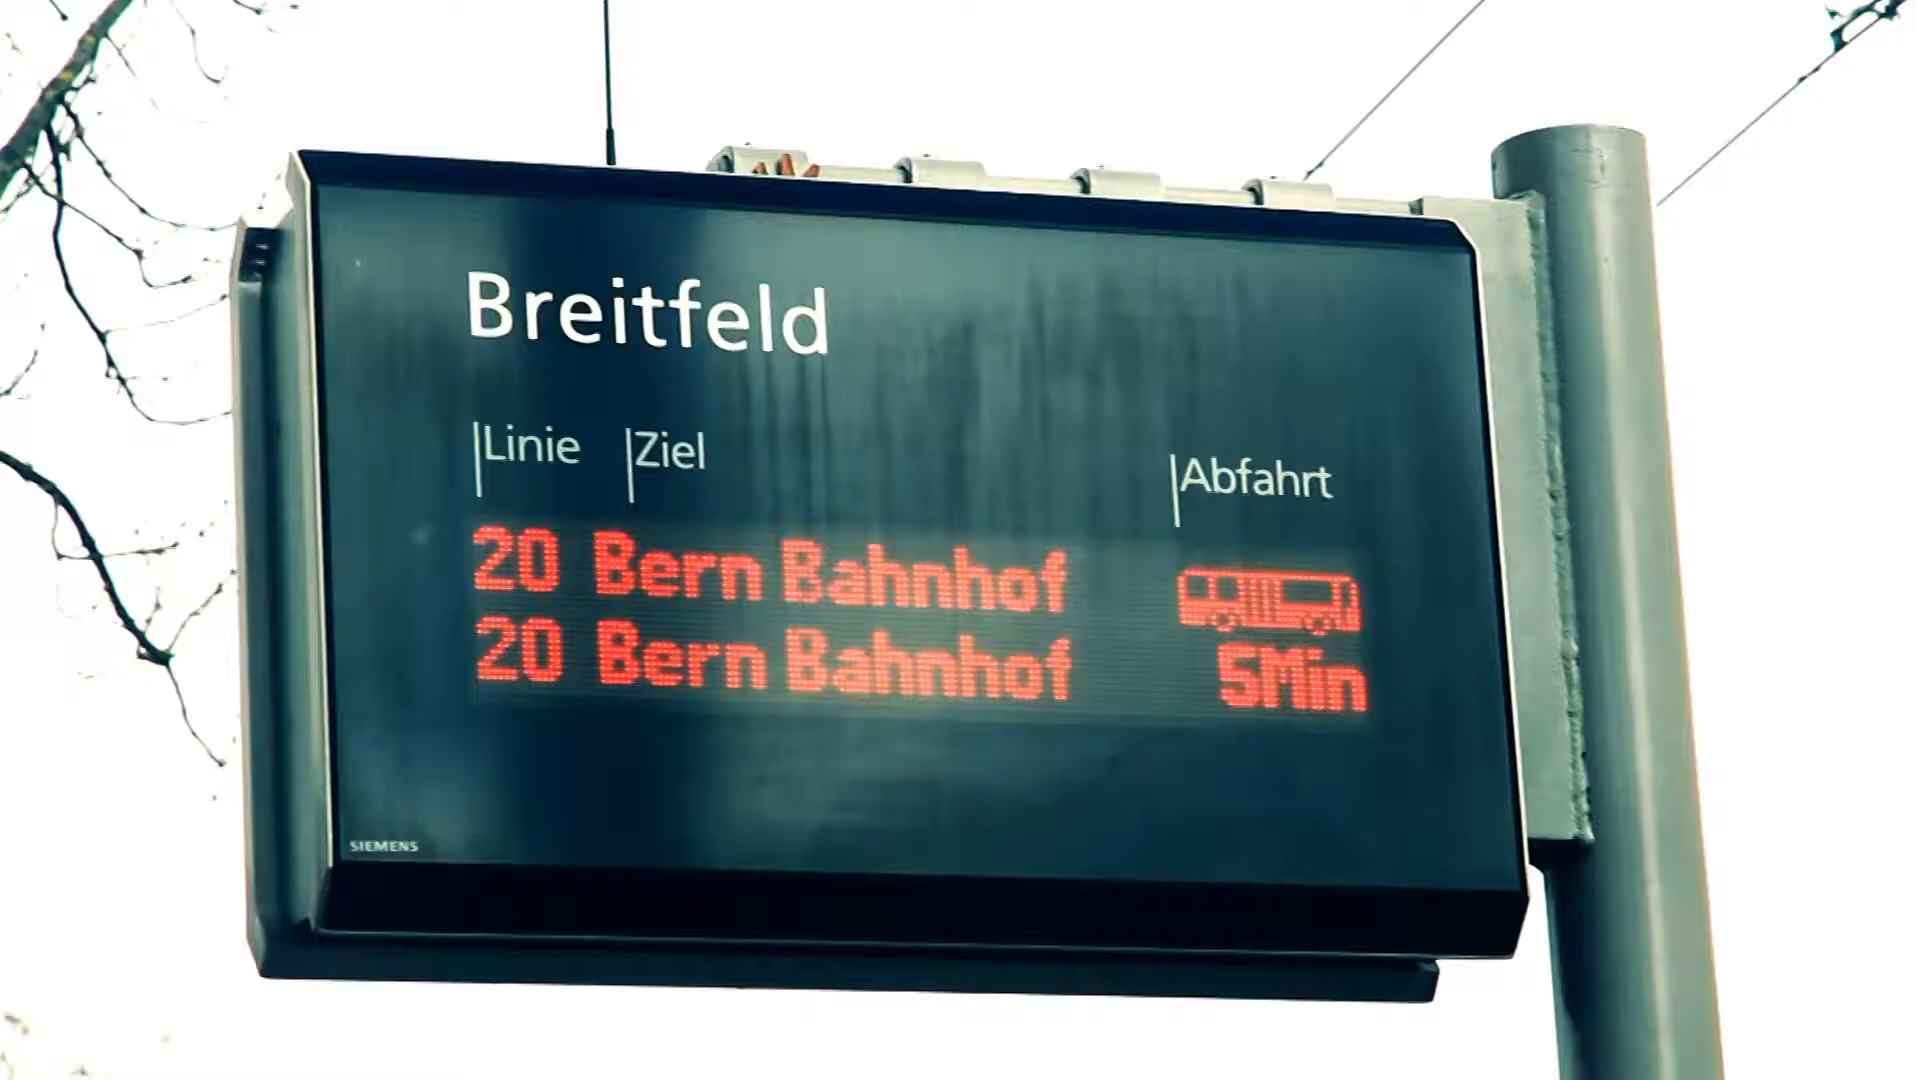 Breitfeld
Linie Ziel Abfahrt
20 Bern Bahnhof
20 Bern Bahnhof 5Min
SIEMENS